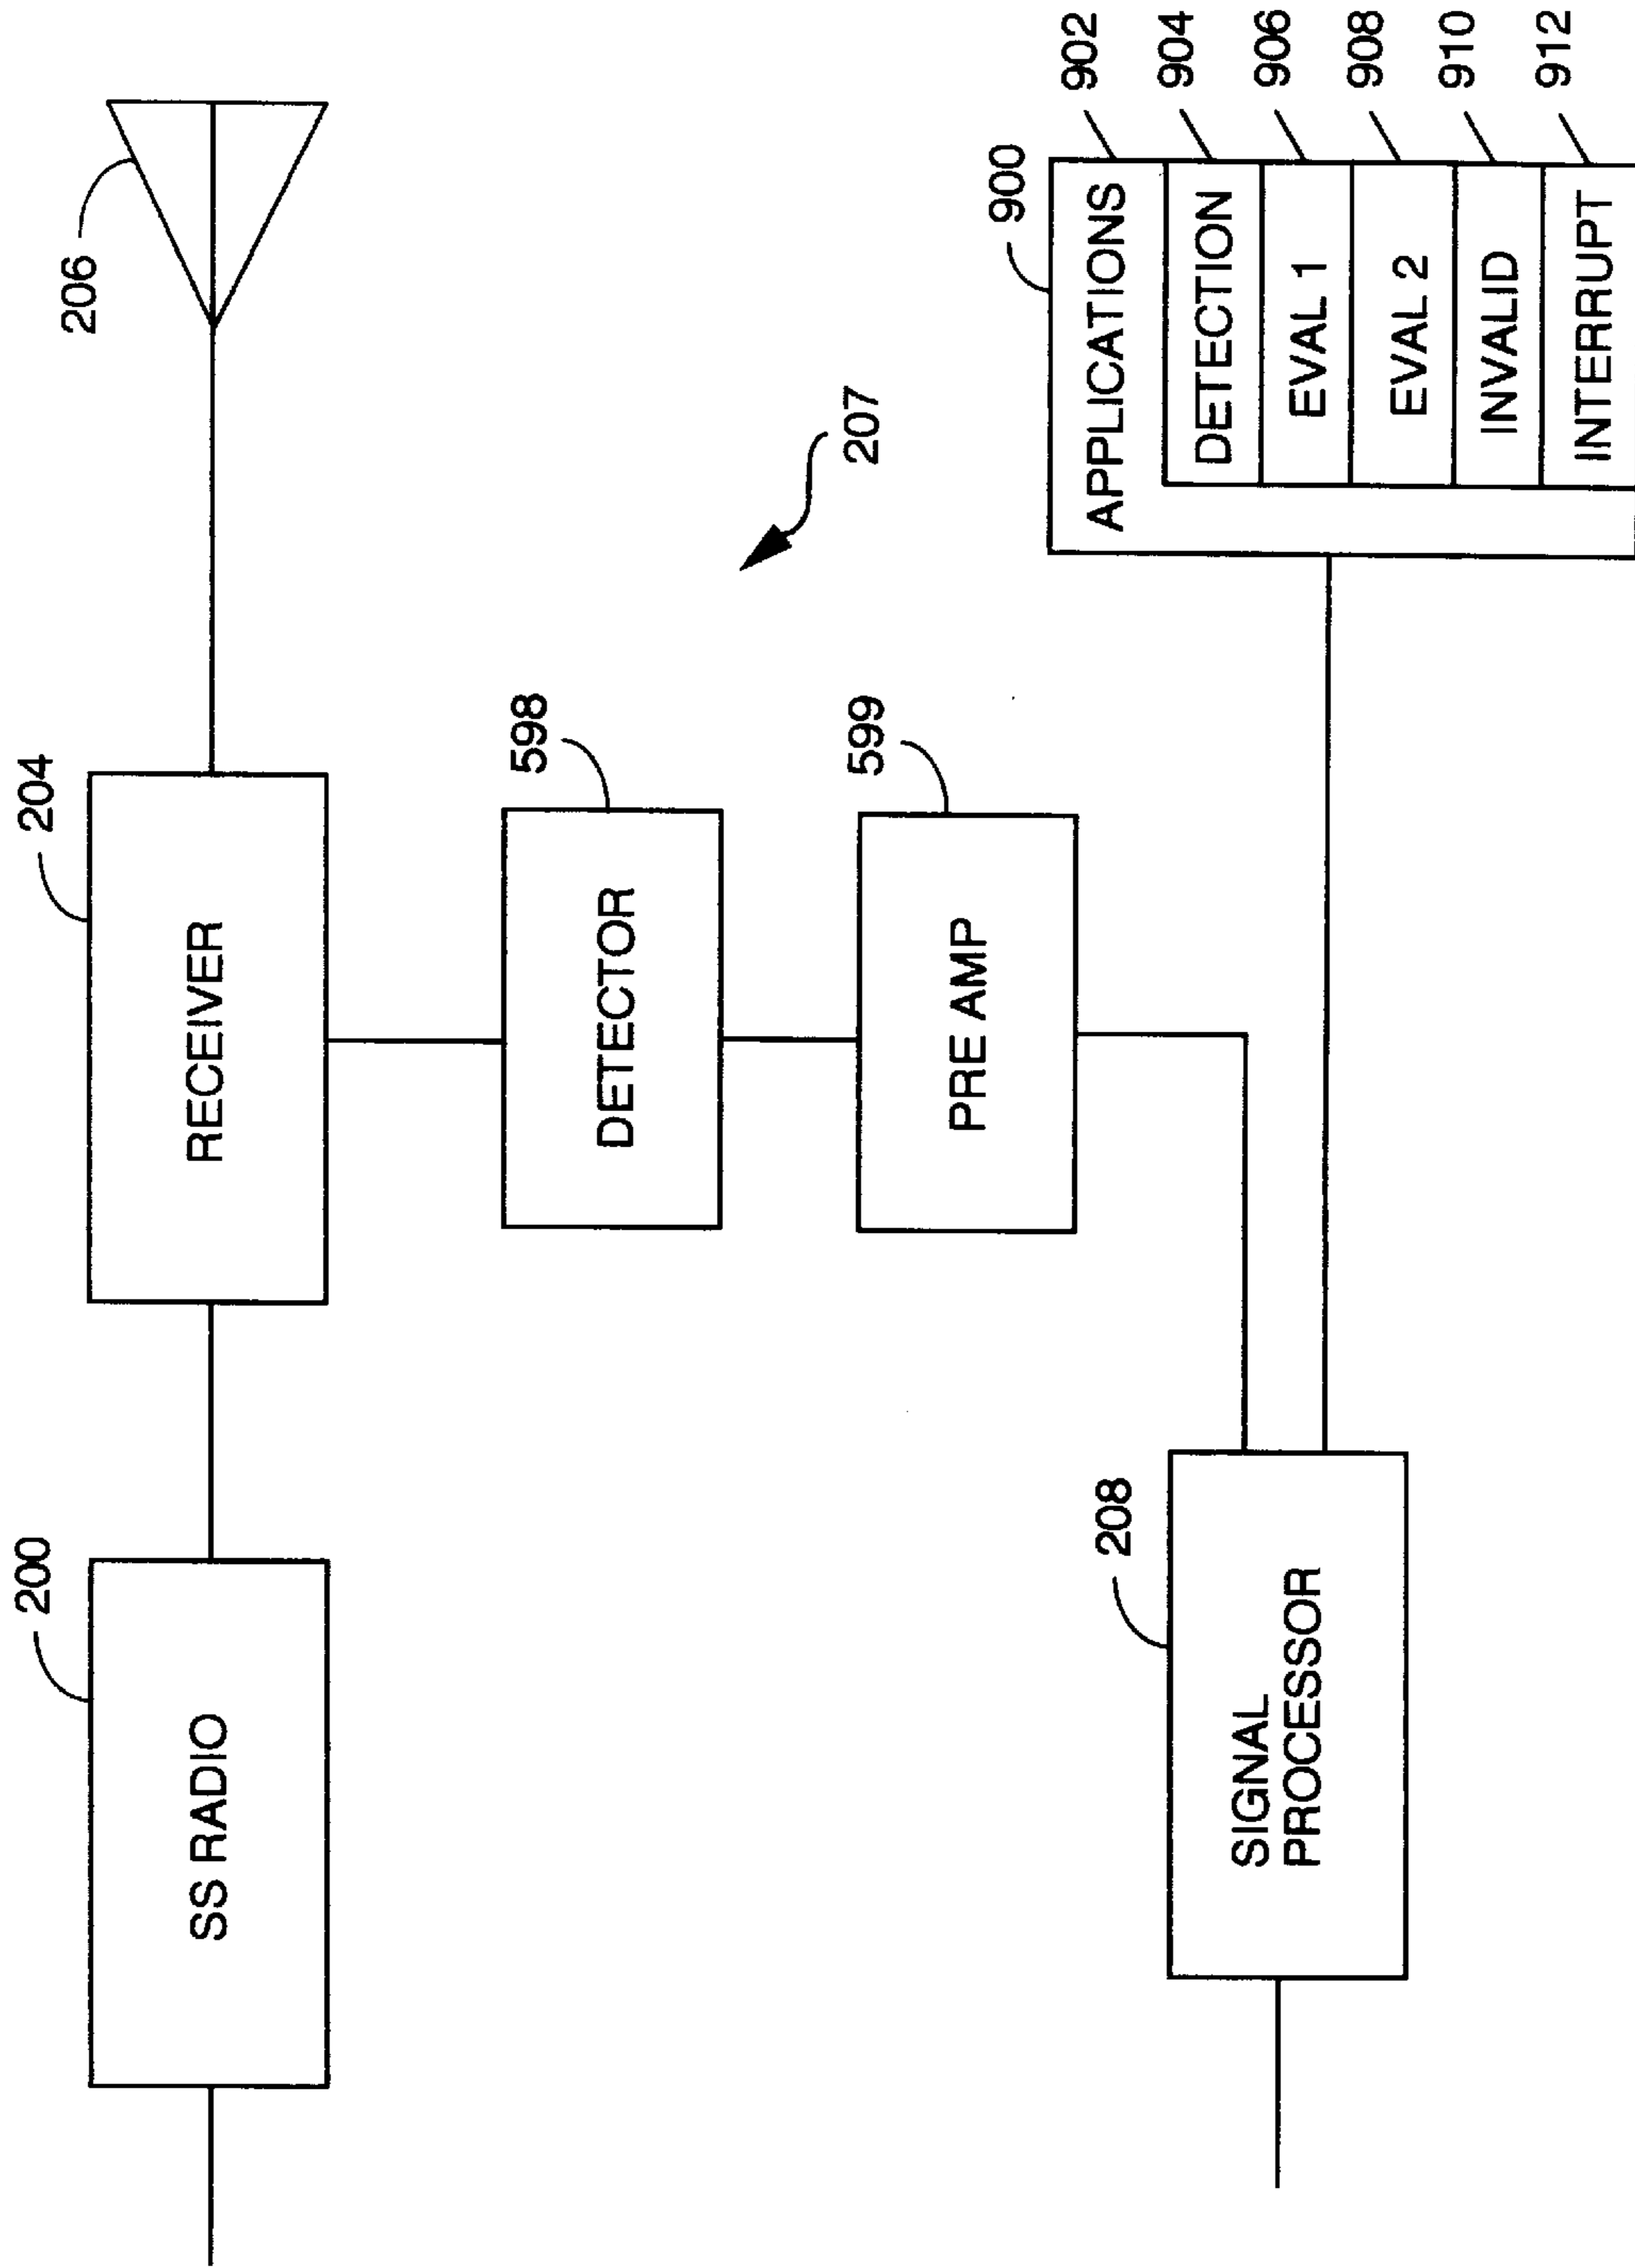 200
SS RADIO
204
RECEIVER
206
598
DETECTOR
207
599
PRE AMP
208
SIGNAL
PROCESSOR
900
APPLICATIONS
902
DETECTION
904
EVAL 1
906
EVAL 2
908
INVALID
910
INTERRUPT
912